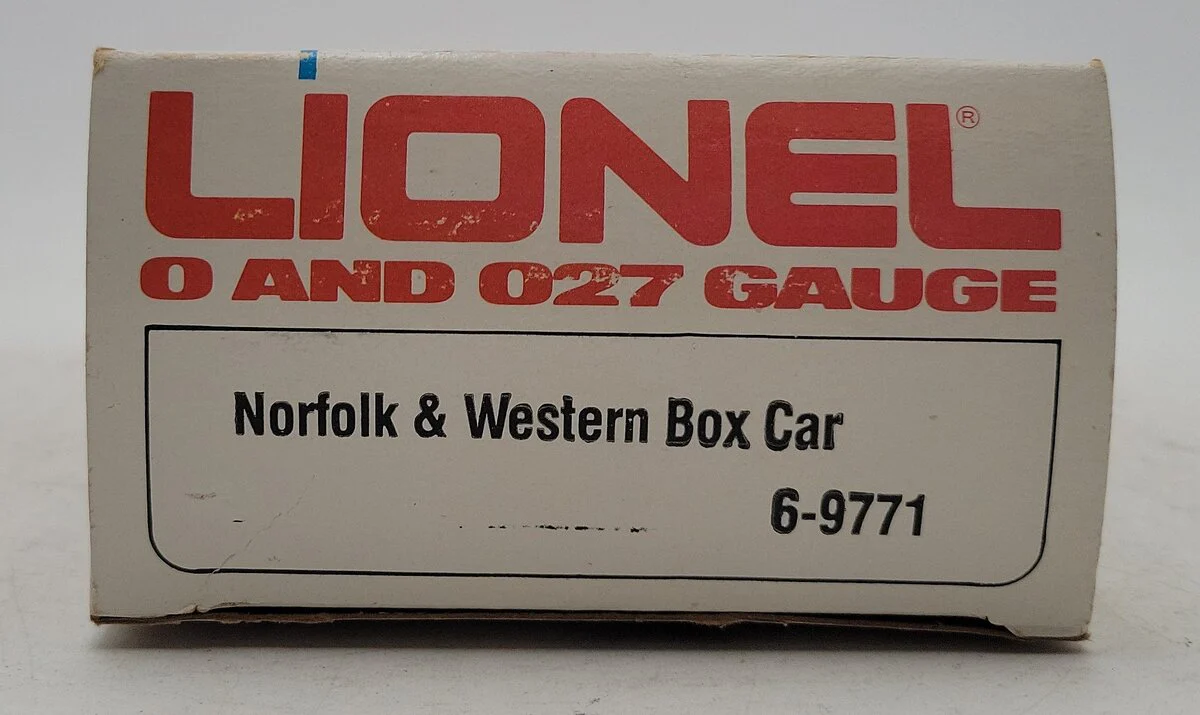 LIONEL®
O AND O27 GAUGE
Norfolk & Western Box Car
6-9771